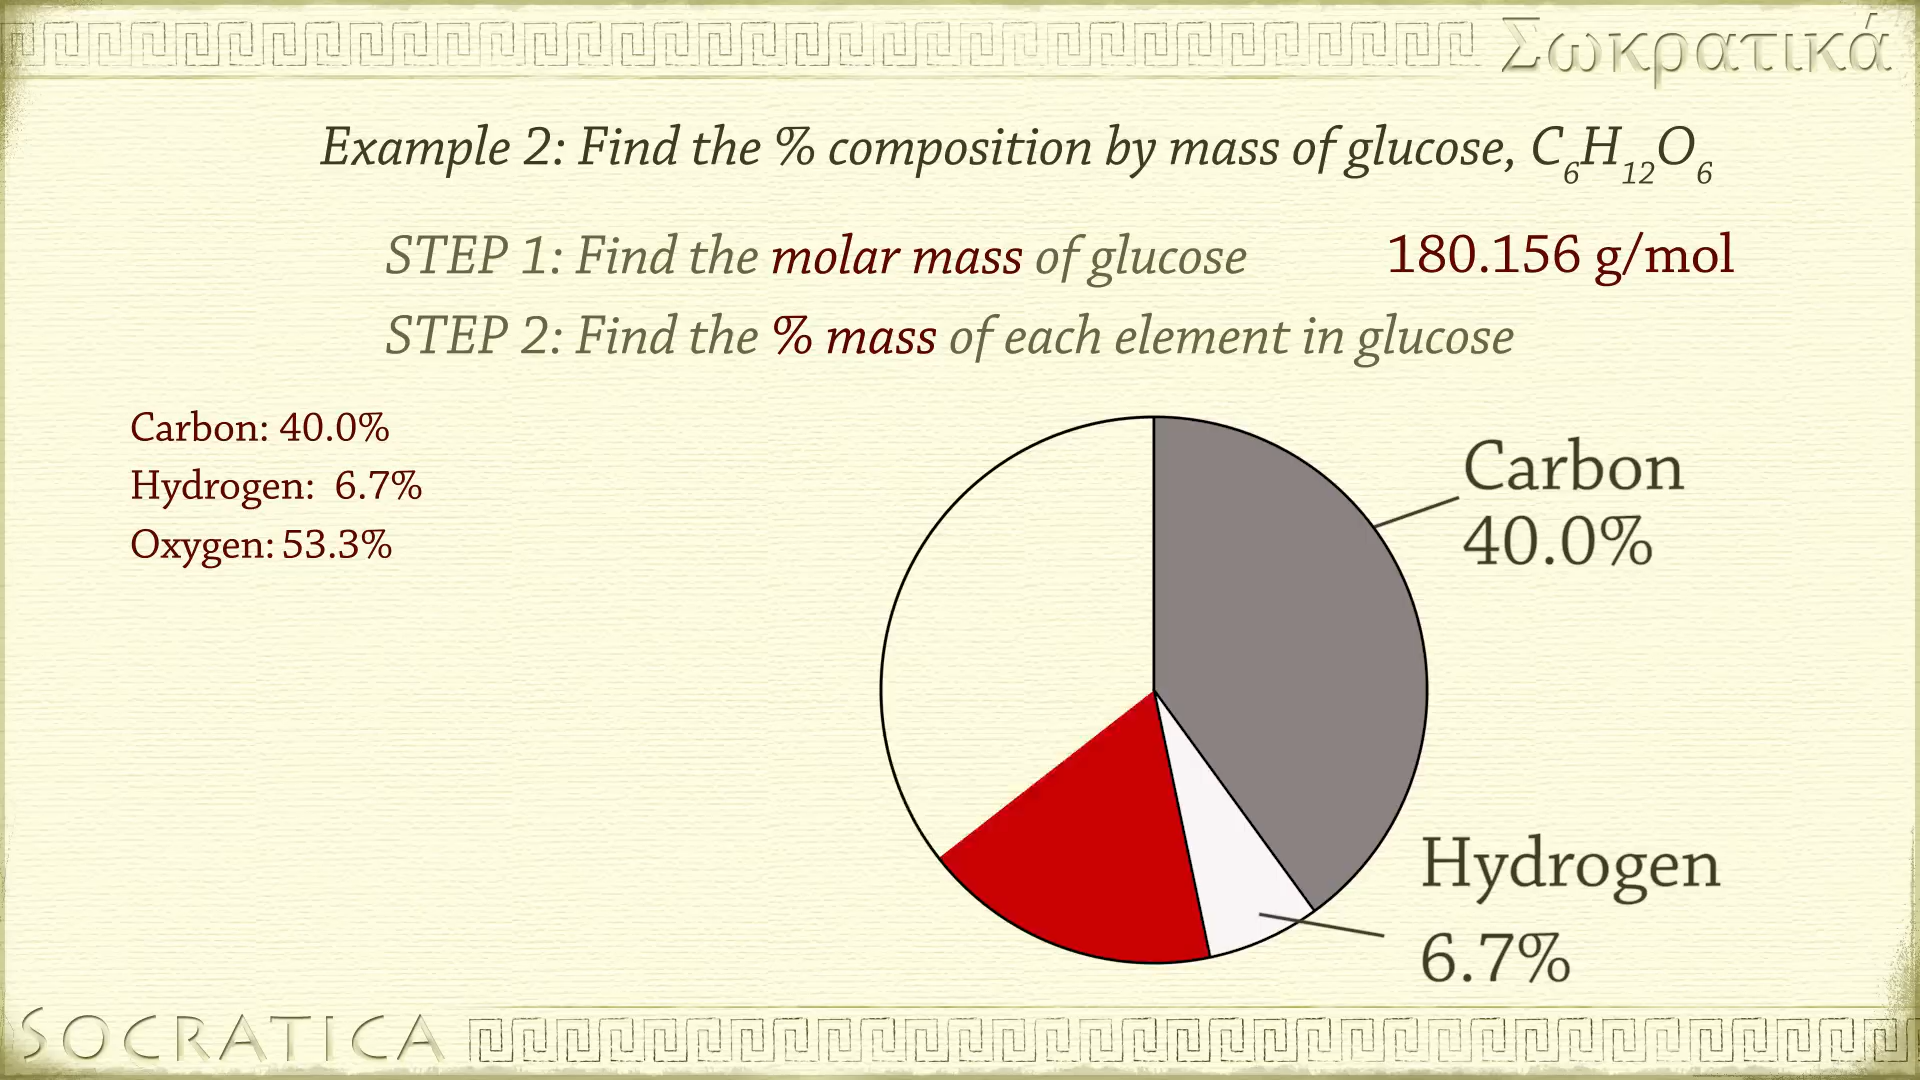 Σωκρατικά
Example 2: Find the % composition by mass of glucose, C₆H₁₂O₆
STEP 1: Find the molar mass of glucose 180.156 g/mol
STEP 2: Find the % mass of each element in glucose
Carbon: 40.0%
Hydrogen: 6.7%
Oxygen: 53.3%
Carbon
40.0%
Hydrogen
6.7%
SOCRATICA